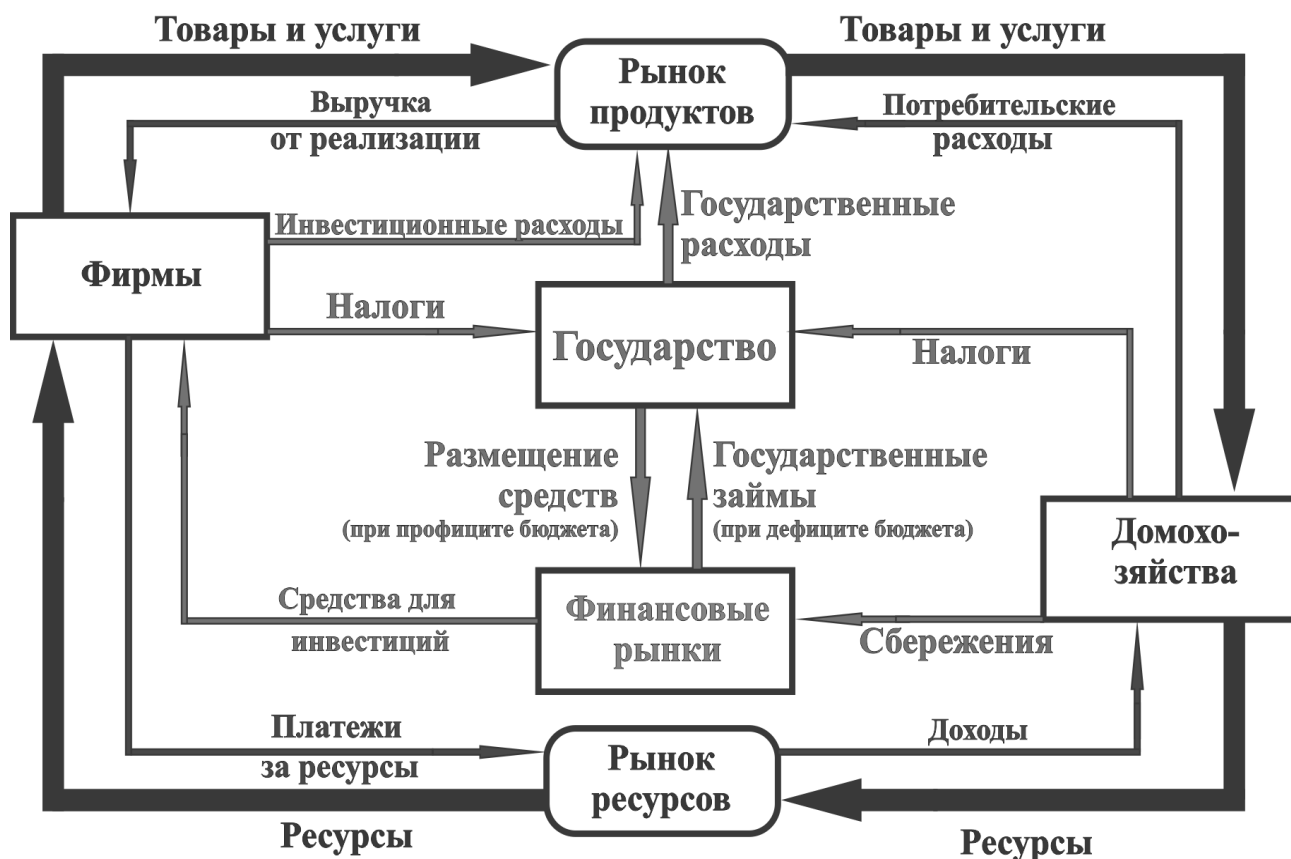 Товары и услуги
Товары и услуги
Рынок
продуктов
Выручка
от реализации
Потребительские
расходы
Инвестиционные расходы
Государственные
расходы
Фирмы
Налоги
Государство
Налоги
Размещение
средств
(при профиците бюджета)
Государственные
займы
(при дефиците бюджета)
Домохо-
зяйства
Средства для
инвестиций
Финансовые
рынки
Сбережения
Платежи
за ресурсы
Рынок
ресурсов
Доходы
Ресурсы
Ресурсы